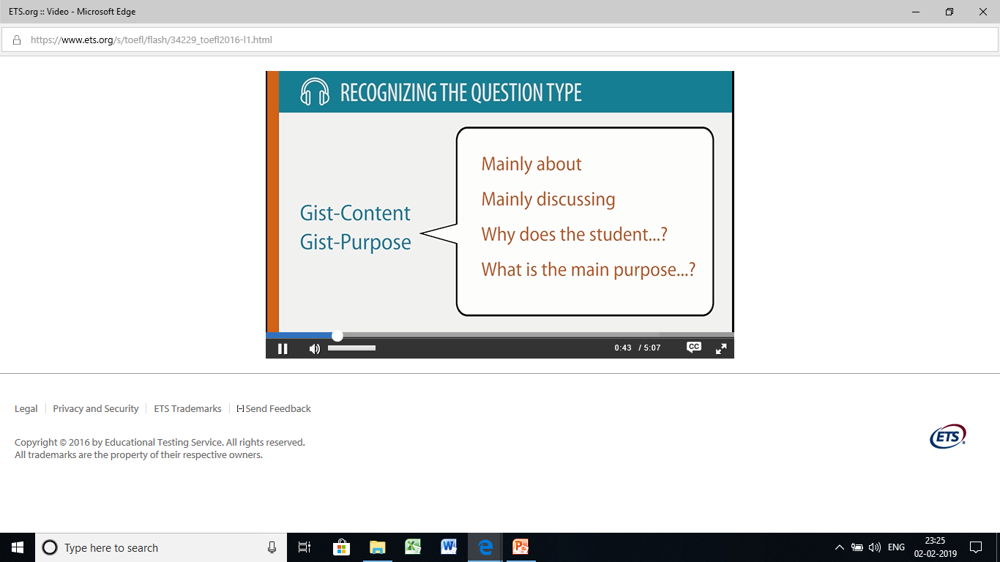 ETS.org :: Video - Microsoft Edge
https://www.ets.org/s/toefl/flash/34229_toefl2016-l1.html
RECOGNIZING THE QUESTION TYPE
Gist-Content
Gist-Purpose
Mainly about
Mainly discussing
Why does the student...?
What is the main purpose...?
0:43 / 5:07
CC
Legal
Privacy and Security
ETS Trademarks
[–] Send Feedback
Copyright © 2016 by Educational Testing Service. All rights reserved.
All trademarks are the property of their respective owners.
ETS®
Type here to search
ENG
23:25
02-02-2019